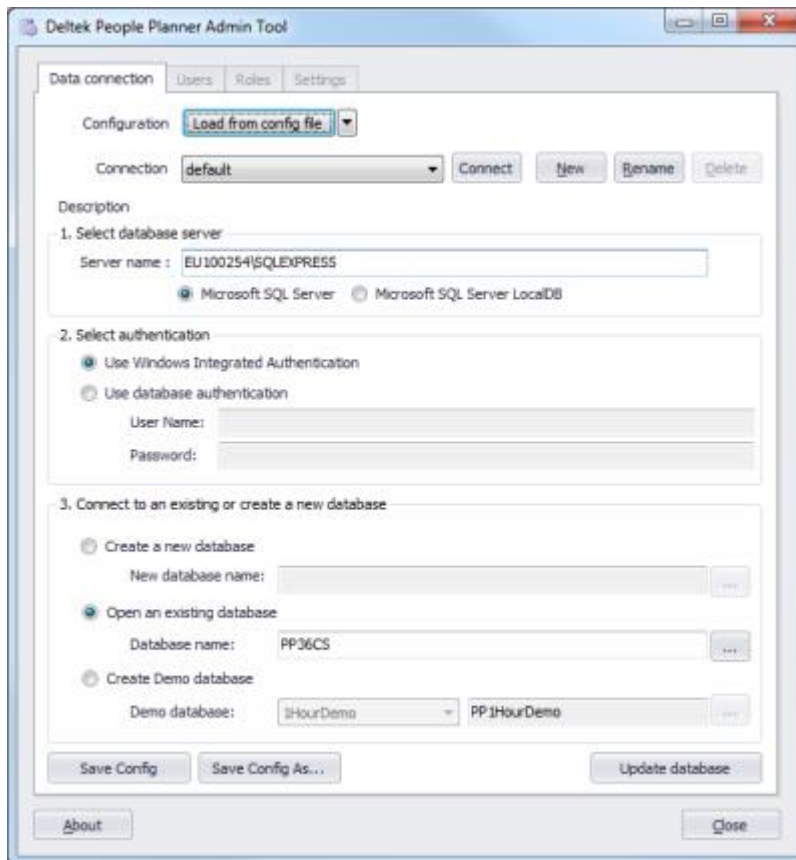 Deltek People Planner Admin Tool
Data connection Users Roles Settings
Configuration Load from config file
Connection default Connect New Rename Delete
Description
1. Select database server
Server name : EU100254\SQLEXPRESS
Microsoft SQL Server Microsoft SQL Server LocalDB
2. Select authentication
Use Windows Integrated Authentication
Use database authentication
User Name:
Password:
3. Connect to an existing or create a new database
Create a new database
New database name: ...
Open an existing database
Database name: PP36CS ...
Create Demo database
Demo database: 1HourDemo PP1HourDemo ...
Save Config Save Config As... Update database
About Close